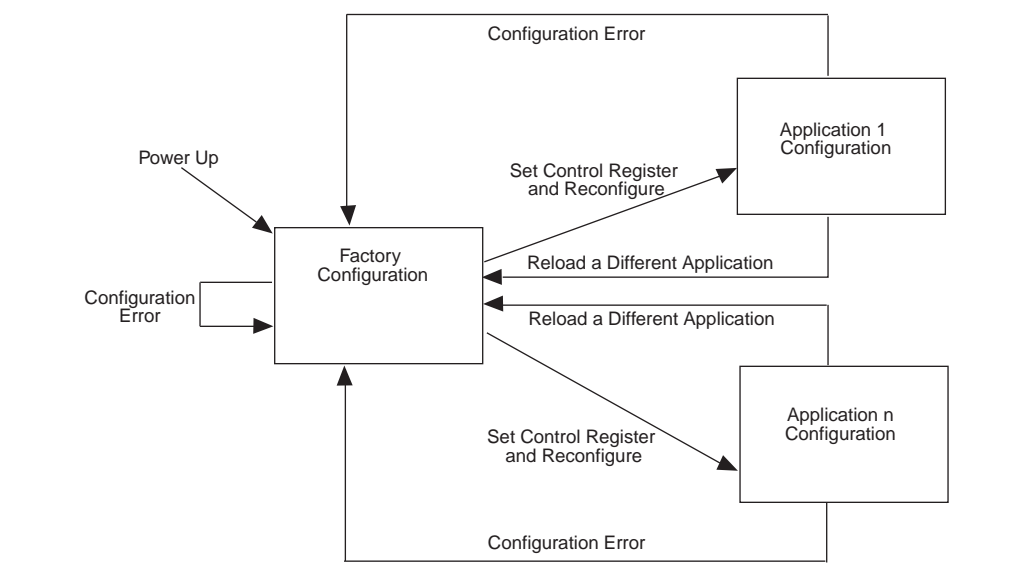 Configuration Error
Application 1
Configuration
Power Up
Set Control Register
and Reconfigure
Factory
Configuration
Reload a Different Application
Configuration
Error
Reload a Different Application
Application n
Configuration
Set Control Register
and Reconfigure
Configuration Error